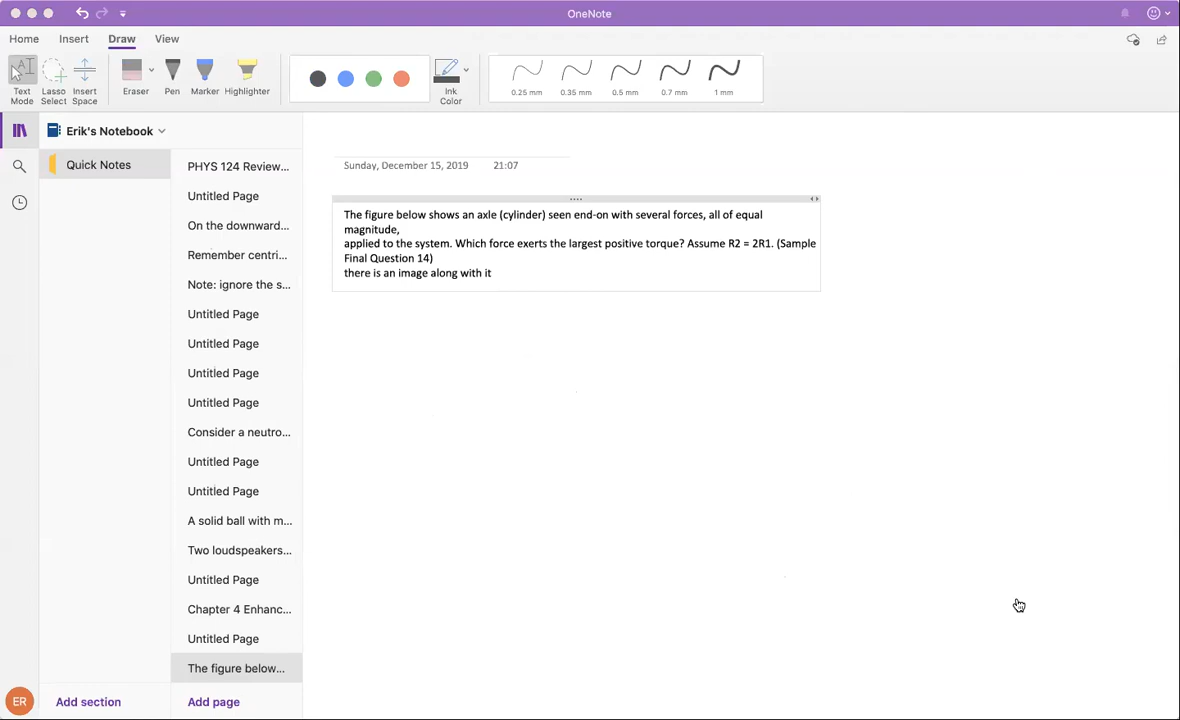 OneNote
Home Insert Draw View
Text Mode
Lasso Select
Insert Space
Eraser
Pen
Marker
Highlighter
Ink Color
0.25 mm
0.35 mm
0.5 mm
0.7 mm
1 mm
Erik's Notebook
Quick Notes
PHYS 124 Review...
Untitled Page
On the downward...
Remember centri...
Note: ignore the s...
Untitled Page
Untitled Page
Untitled Page
Untitled Page
Consider a neutro...
Untitled Page
Untitled Page
A solid ball with m...
Two loudspeakers...
Untitled Page
Chapter 4 Enhanc...
Untitled Page
The figure below...
ER
Add section
Add page
Sunday, December 15, 2019 21:07
The figure below shows an axle (cylinder) seen end-on with several forces, all of equal
magnitude,
applied to the system. Which force exerts the largest positive torque? Assume R2 = 2R1. (Sample
Final Question 14)
there is an image along with it